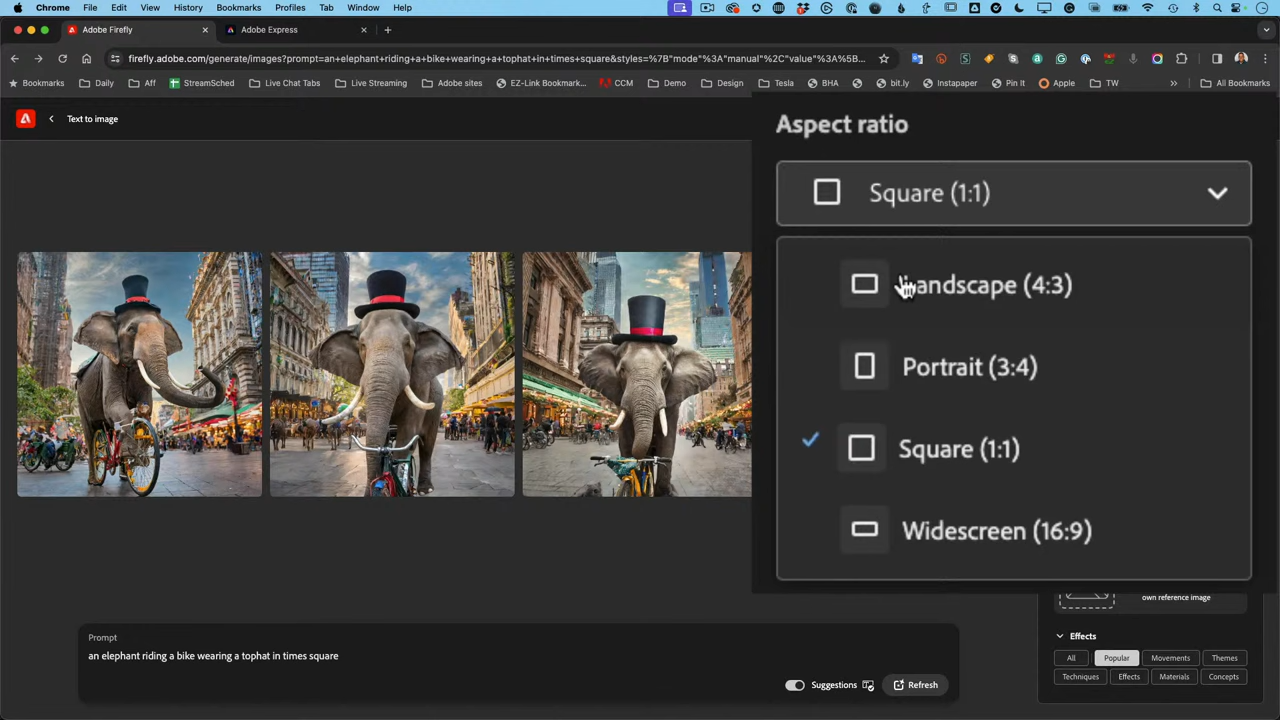 Chrome File Edit View History Bookmarks Profiles Tab Window Help
Adobe Firefly × Adobe Express × +
firefly.adobe.com/generate/images?prompt=an+elephant+riding+a+bike+wearing+a+tophat+in+times+square&styles=%7B"mode"%3A"manual"%2C"value"%3A%5B...
Bookmarks Daily Aff StreamSched Live Chat Tabs Live Streaming Adobe sites EZ-Link Bookmark... CCM Demo Design Tesla BHA bit.ly Instapaper Pin It Apple TW » All Bookmarks
Text to image
Aspect ratio
Square (1:1)
Landscape (4:3)
Portrait (3:4)
Square (1:1)
Widescreen (16:9)
own reference image
Effects
All Popular Movements Themes
Techniques Effects Materials Concepts
Prompt
an elephant riding a bike wearing a tophat in times square
Suggestions Refresh